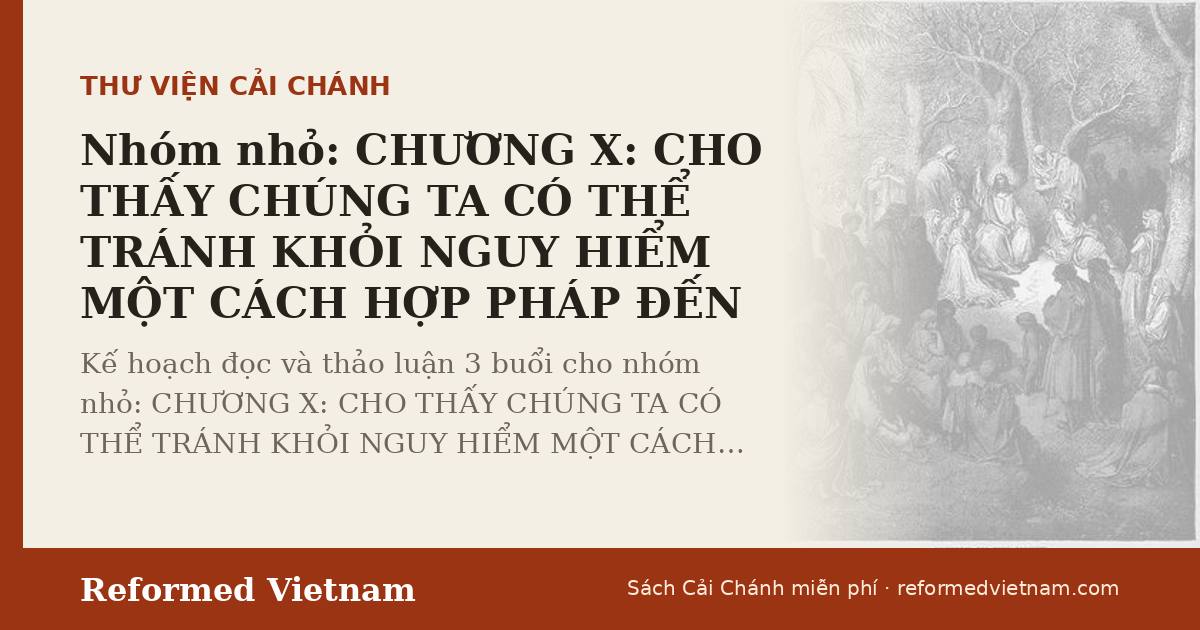 THƯ VIỆN CẢI CHÁNH
Nhóm nhỏ: CHƯƠNG X: CHO
THẤY CHÚNG TA CÓ THỂ
TRÁNH KHỎI NGUY HIỂM
MỘT CÁCH HỢP PHÁP ĐẾN
Kế hoạch đọc và thảo luận 3 buổi cho nhóm
nhỏ: CHƯƠNG X: CHO THẤY CHÚNG TA CÓ
THỂ TRÁNH KHỎI NGUY HIỂM MỘT CÁCH...
Reformed Vietnam
Sách Cải Chánh miễn phí · reformedvietnam.com